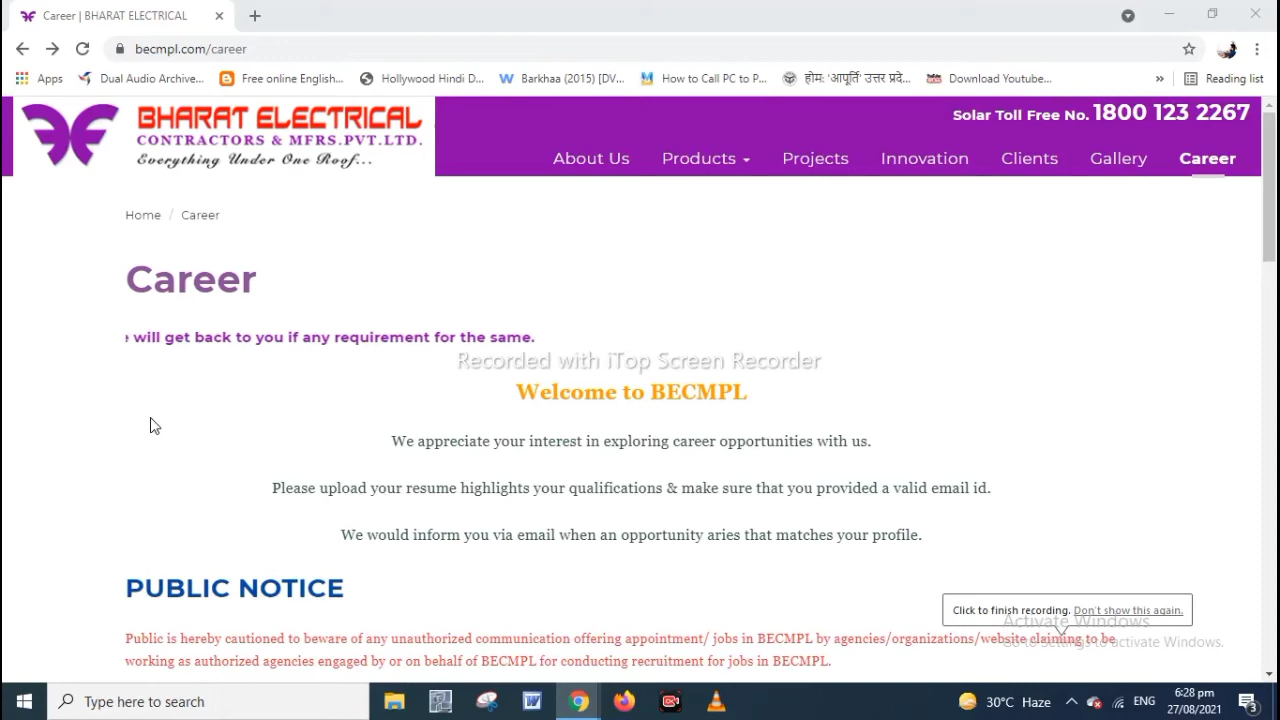 Career | BHARAT ELECTRICAL
becmpl.com/career
Apps Dual Audio Archive... Free online English... Hollywood Hindi D... Barkhaa (2015) [DV... How to Call PC to P... होम: 'आपूर्ति' उत्तर प्रदे... Download Youtube... » Reading list
BHARAT ELECTRICAL
CONTRACTORS & MFRS.PVT.LTD.
Everything Under One Roof...
Solar Toll Free No. 1800 123 2267
About Us Products Projects Innovation Clients Gallery Career
Home / Career
Career
will get back to you if any requirement for the same.
Recorded with iTop Screen Recorder
Welcome to BECMPL
We appreciate your interest in exploring career opportunities with us.
Please upload your resume highlights your qualifications & make sure that you provided a valid email id.
We would inform you via email when an opportunity aries that matches your profile.
PUBLIC NOTICE
Click to finish recording. Don't show this again.
Activate Windows
Go to Settings to activate Windows.
Public is hereby cautioned to beware of any unauthorized communication offering appointment/ jobs in BECMPL by agencies/organizations/website claiming to be
working as authorized agencies engaged by or on behalf of BECMPL for conducting recruitment for jobs in BECMPL.
Type here to search
30°C Haze
ENG
6:28 pm
27/08/2021
3